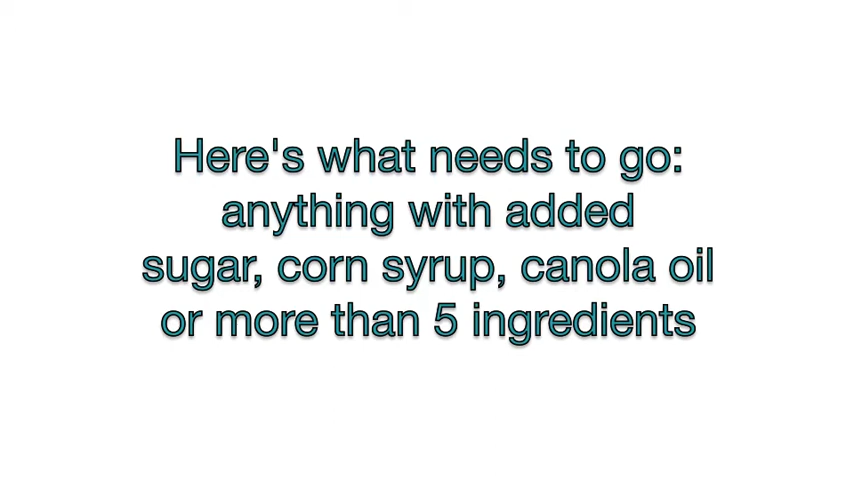 Here's what needs to go:
anything with added
sugar, corn syrup, canola oil
or more than 5 ingredients